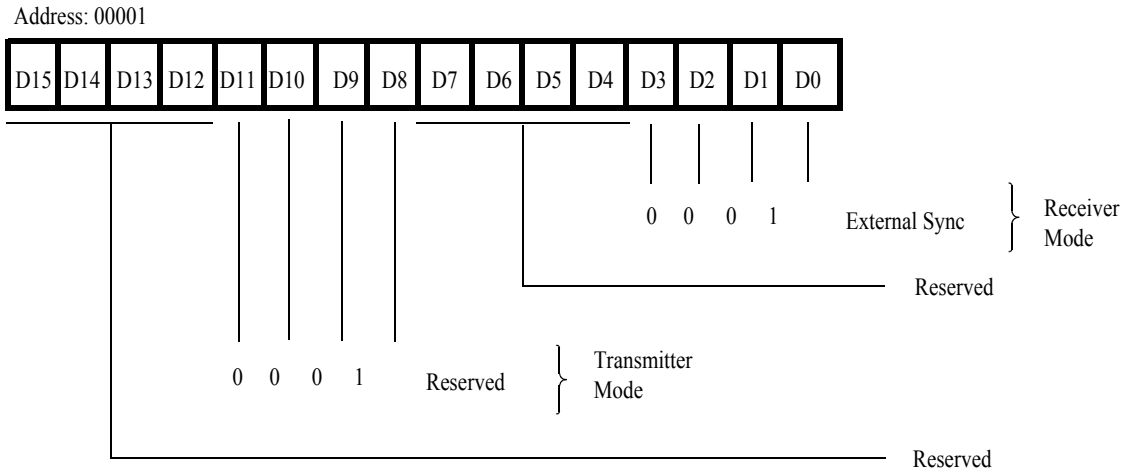 Address: 00001
D15 D14 D13 D12 D11 D10 D9 D8 D7 D6 D5 D4 D3 D2 D1 D0
0 0 0 1 External Sync
Receiver
Mode
Reserved
0 0 0 1 Reserved
Transmitter
Mode
Reserved